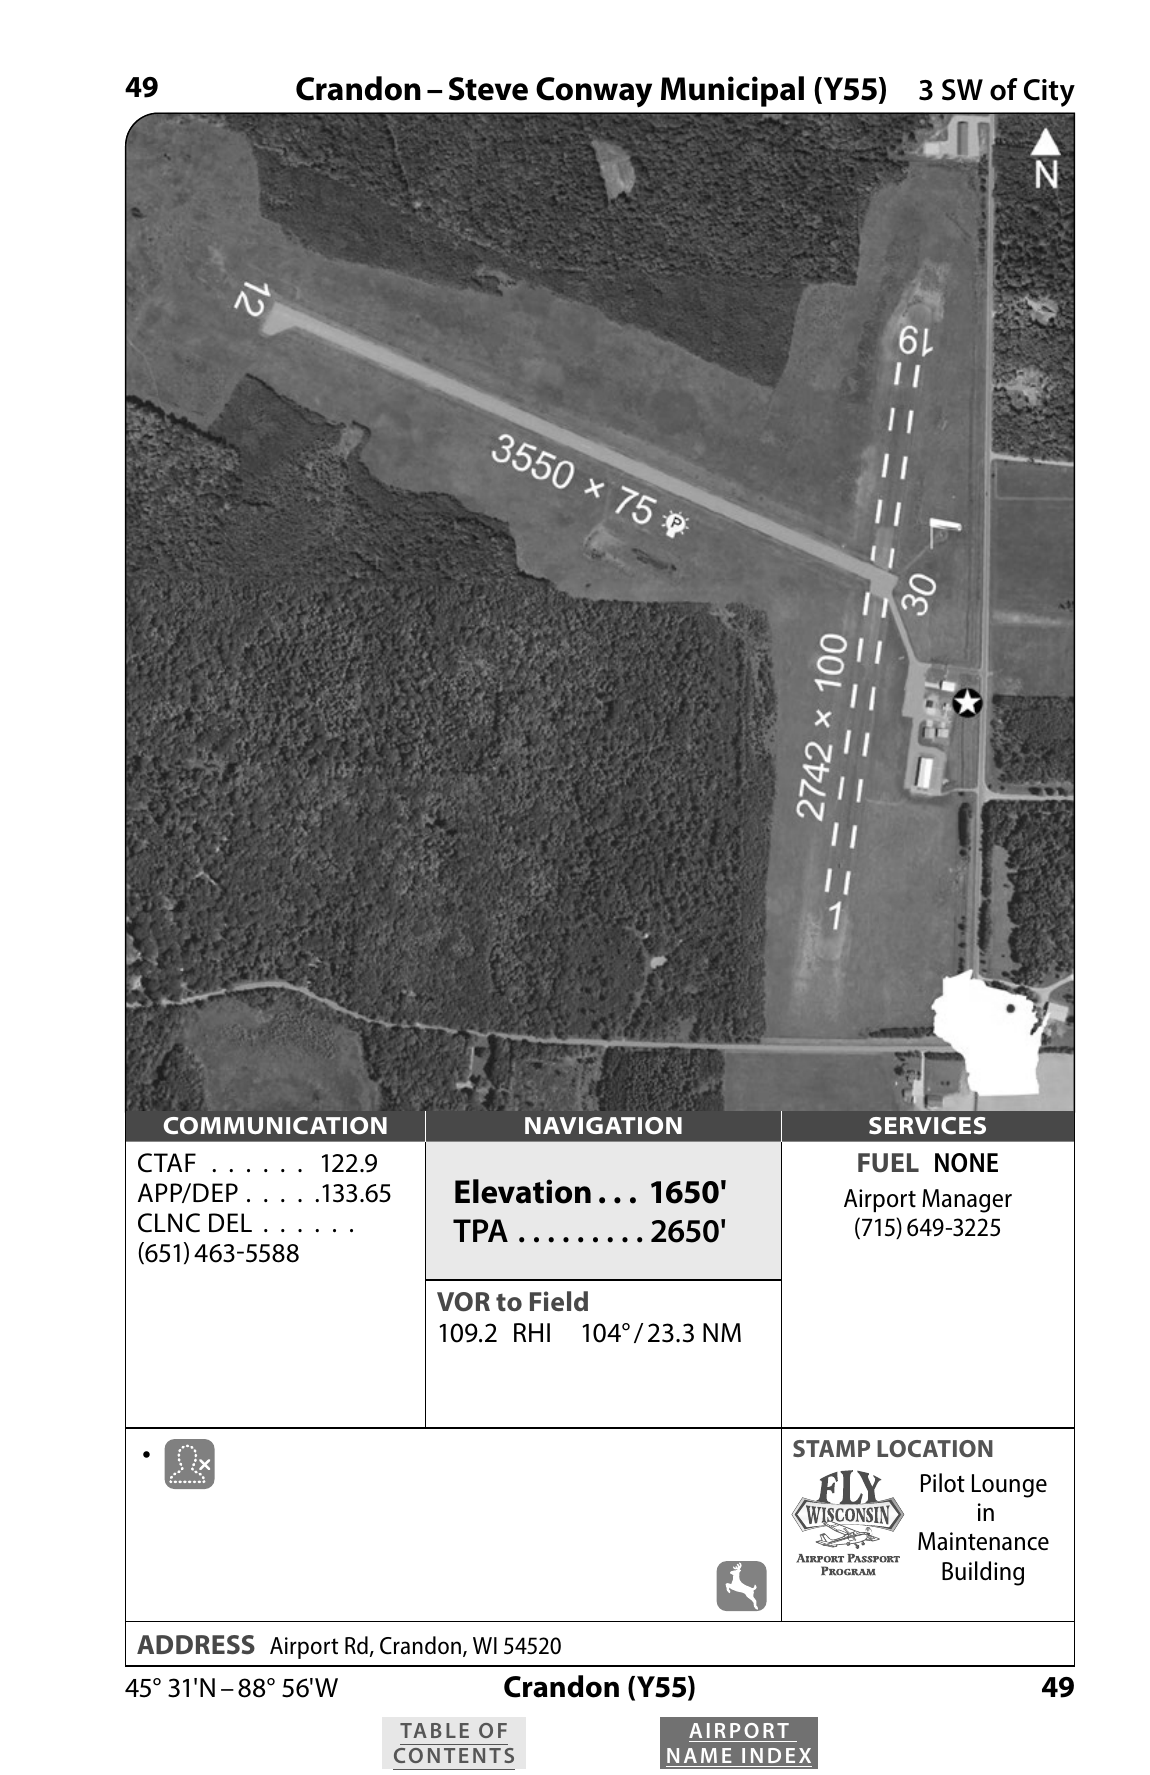 49 Crandon – Steve Conway Municipal (Y55) 3 SW of City
N
12
19
3550 × 75 P
30
2742 × 100
1
COMMUNICATION NAVIGATION SERVICES
CTAF . . . . . . 122.9
APP/DEP . . . . .133.65
CLNC DEL . . . . . .
(651) 463-5588
Elevation . . . 1650'
TPA . . . . . . . . . 2650'
VOR to Field
109.2 RHI 104° / 23.3 NM
FUEL NONE
Airport Manager
(715) 649-3225
•
STAMP LOCATION
FLY
WISCONSIN
AIRPORT PASSPORT
PROGRAM
Pilot Lounge
in
Maintenance
Building
ADDRESS Airport Rd, Crandon, WI 54520
45° 31'N – 88° 56'W Crandon (Y55) 49
TABLE OF
CONTENTS
AIRPORT
NAME INDEX